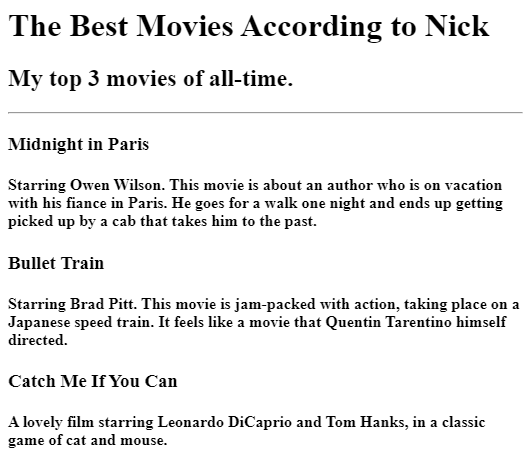 The Best Movies According to Nick
My top 3 movies of all-time.
Midnight in Paris
Starring Owen Wilson. This movie is about an author who is on vacation
with his fiance in Paris. He goes for a walk one night and ends up getting
picked up by a cab that takes him to the past.
Bullet Train
Starring Brad Pitt. This movie is jam-packed with action, taking place on a
Japanese speed train. It feels like a movie that Quentin Tarentino himself
directed.
Catch Me If You Can
A lovely film starring Leonardo DiCaprio and Tom Hanks, in a classic
game of cat and mouse.